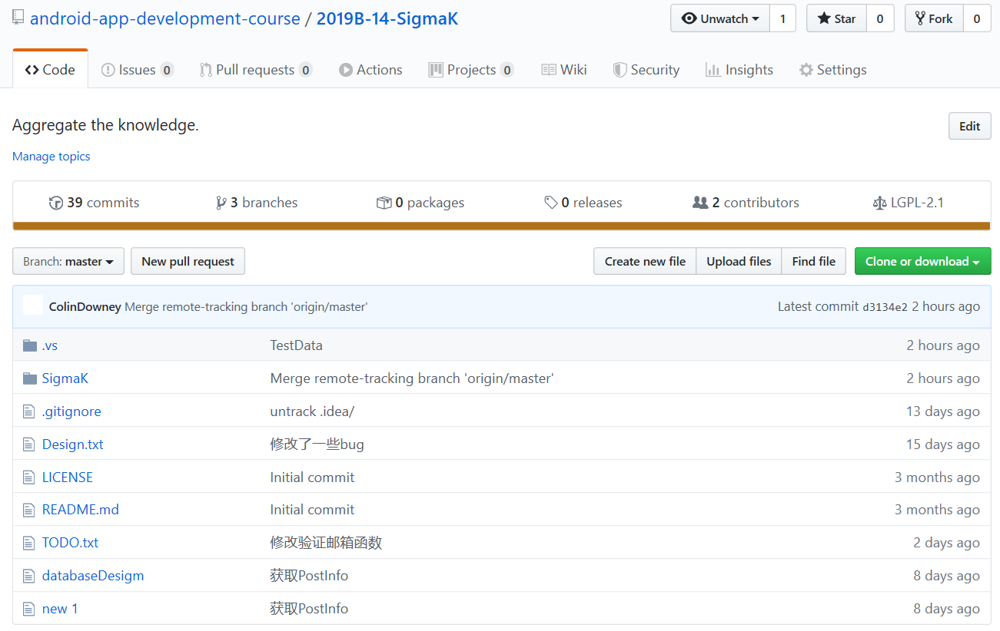 android-app-development-course / 2019B-14-SigmaK Unwatch 1 Star 0 Fork 0
Code Issues 0 Pull requests 0 Actions Projects 0 Wiki Security Insights Settings
Aggregate the knowledge. Edit
Manage topics
39 commits 3 branches 0 packages 0 releases 2 contributors LGPL-2.1
Branch: master New pull request Create new file Upload files Find file Clone or download
ColinDowney Merge remote-tracking branch 'origin/master' Latest commit d3134e2 2 hours ago
.vs TestData 2 hours ago
SigmaK Merge remote-tracking branch 'origin/master' 2 hours ago
.gitignore untrack .idea/ 13 days ago
Design.txt 修改了一些bug 15 days ago
LICENSE Initial commit 3 months ago
README.md Initial commit 3 months ago
TODO.txt 修改验证邮箱函数 2 days ago
databaseDesigm 获取PostInfo 8 days ago
new 1 获取PostInfo 8 days ago